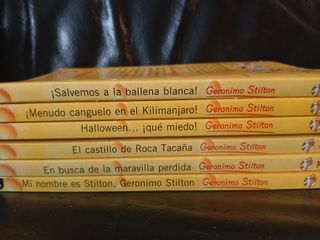 ¡Salvemos a la ballena blanca! Geronimo Stilton
¡Menudo canguelo en el Kilimanjaro! Geronimo Stilton
Halloween... ¡qué miedo! Geronimo Stilton
El castillo de Roca Tacaña Geronimo Stilton
En busca de la maravilla perdida Geronimo Stilton
Mi nombre es Stilton, Geronimo Stilton Geronimo Stilton